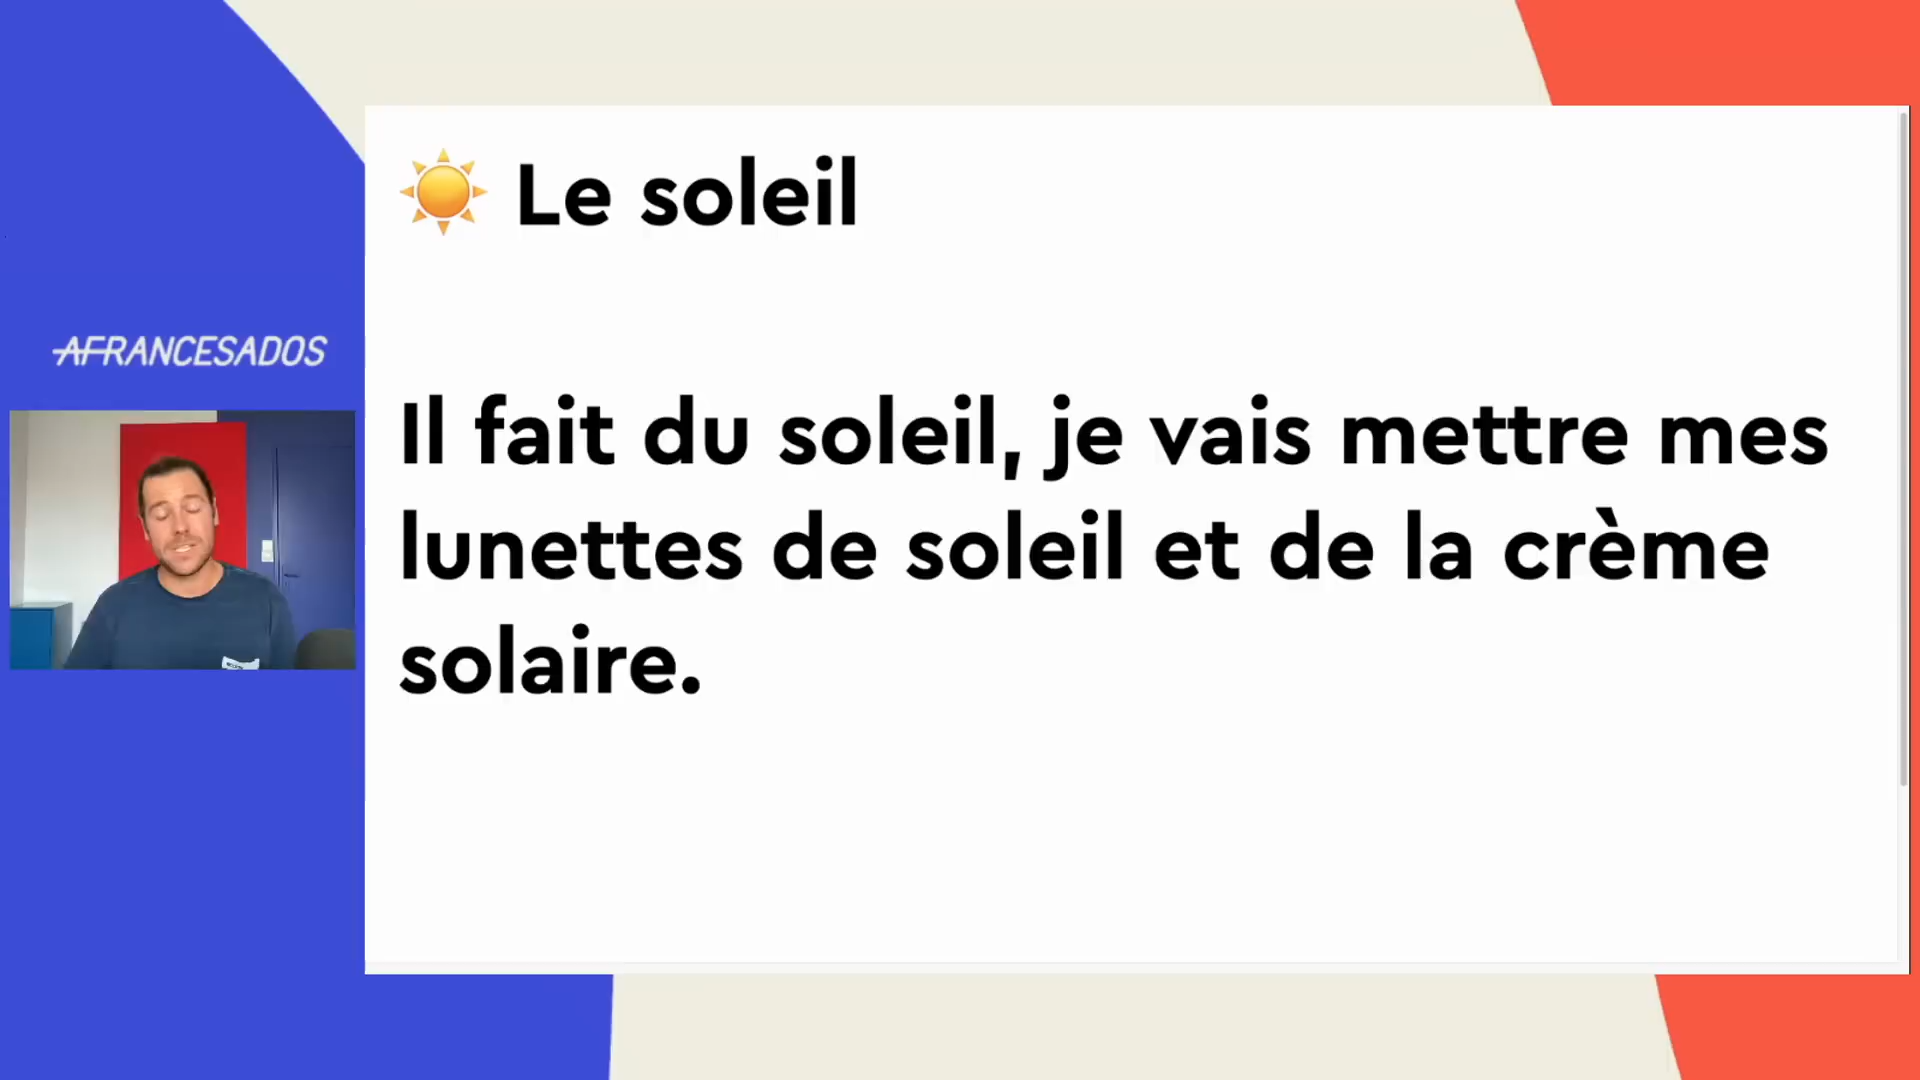 AFRANCESADOS
Le soleil
Il fait du soleil, je vais mettre mes
lunettes de soleil et de la crème
solaire.